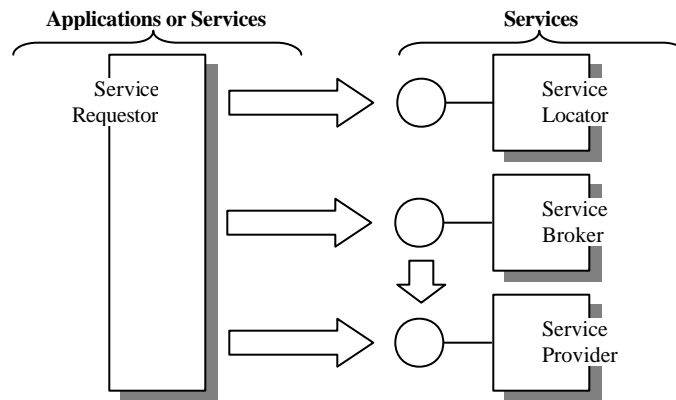 Applications or Services
Services
Service
Requestor
Service
Locator
Service
Broker
Service
Provider